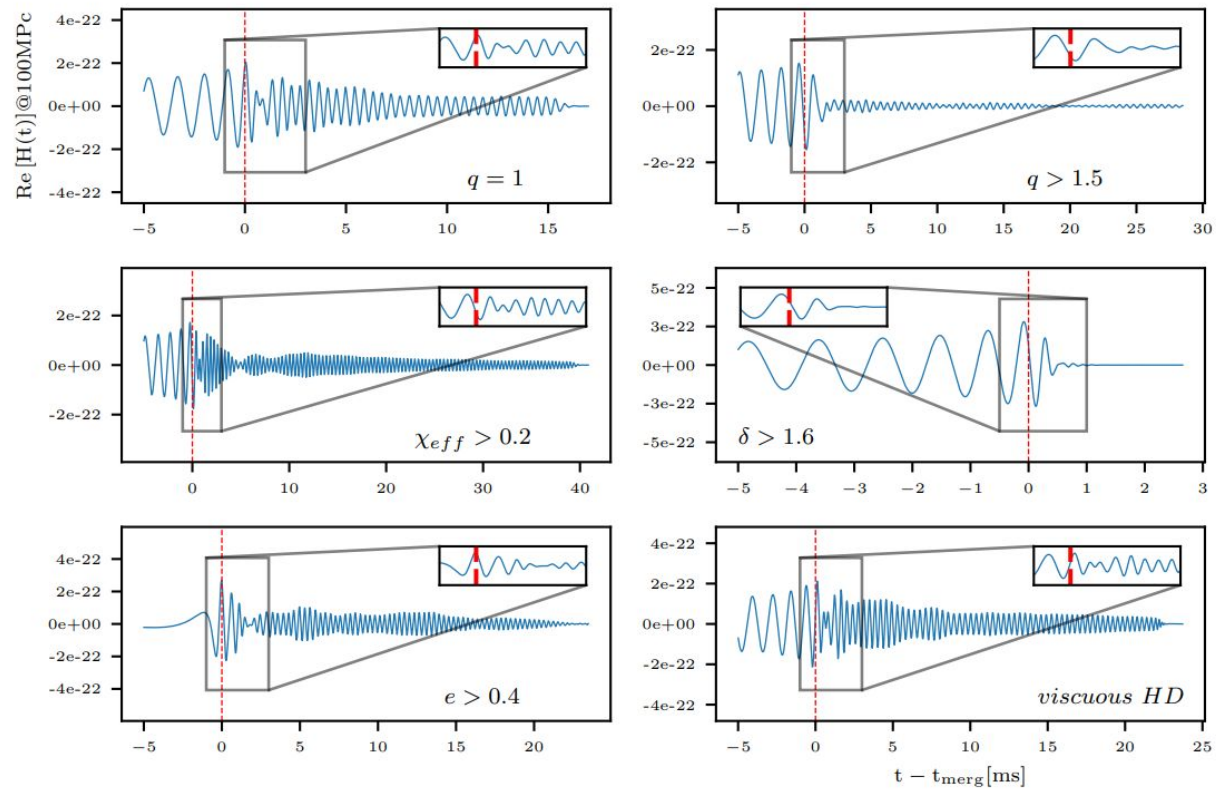 Re [H(t)]@100MPc
4e-22
2e-22
0e+00
−2e-22
−4e-22
q = 1
−5 0 5 10 15
2e-22
0e+00
−2e-22
q > 1.5
−5 0 5 10 15 20 25 30
2e-22
0e+00
−2e-22
χeff > 0.2
0 10 20 30 40
5e-22
3e-22
0e+00
−3e-22
−5e-22
δ > 1.6
−5 −4 −3 −2 −1 0 1 2 3
4e-22
2e-22
0e+00
−2e-22
−4e-22
e > 0.4
−5 0 5 10 15 20
4e-22
2e-22
0e+00
−2e-22
−4e-22
viscuous HD
−5 0 5 10 15 20 25
t − tmerg[ms]